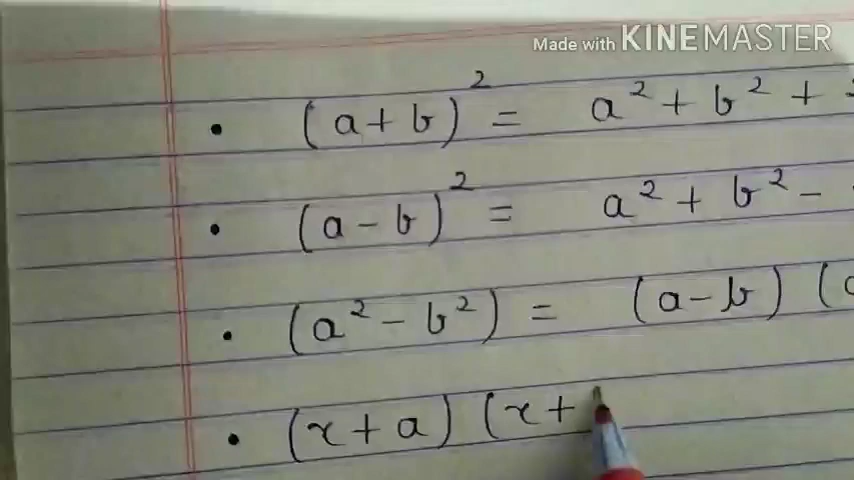 Made with KINEMASTER
• (a+b)² = a² + b² +
• (a-b)² = a² + b² -
• (a² - b²) = (a-b) (
• (x+a) (x+